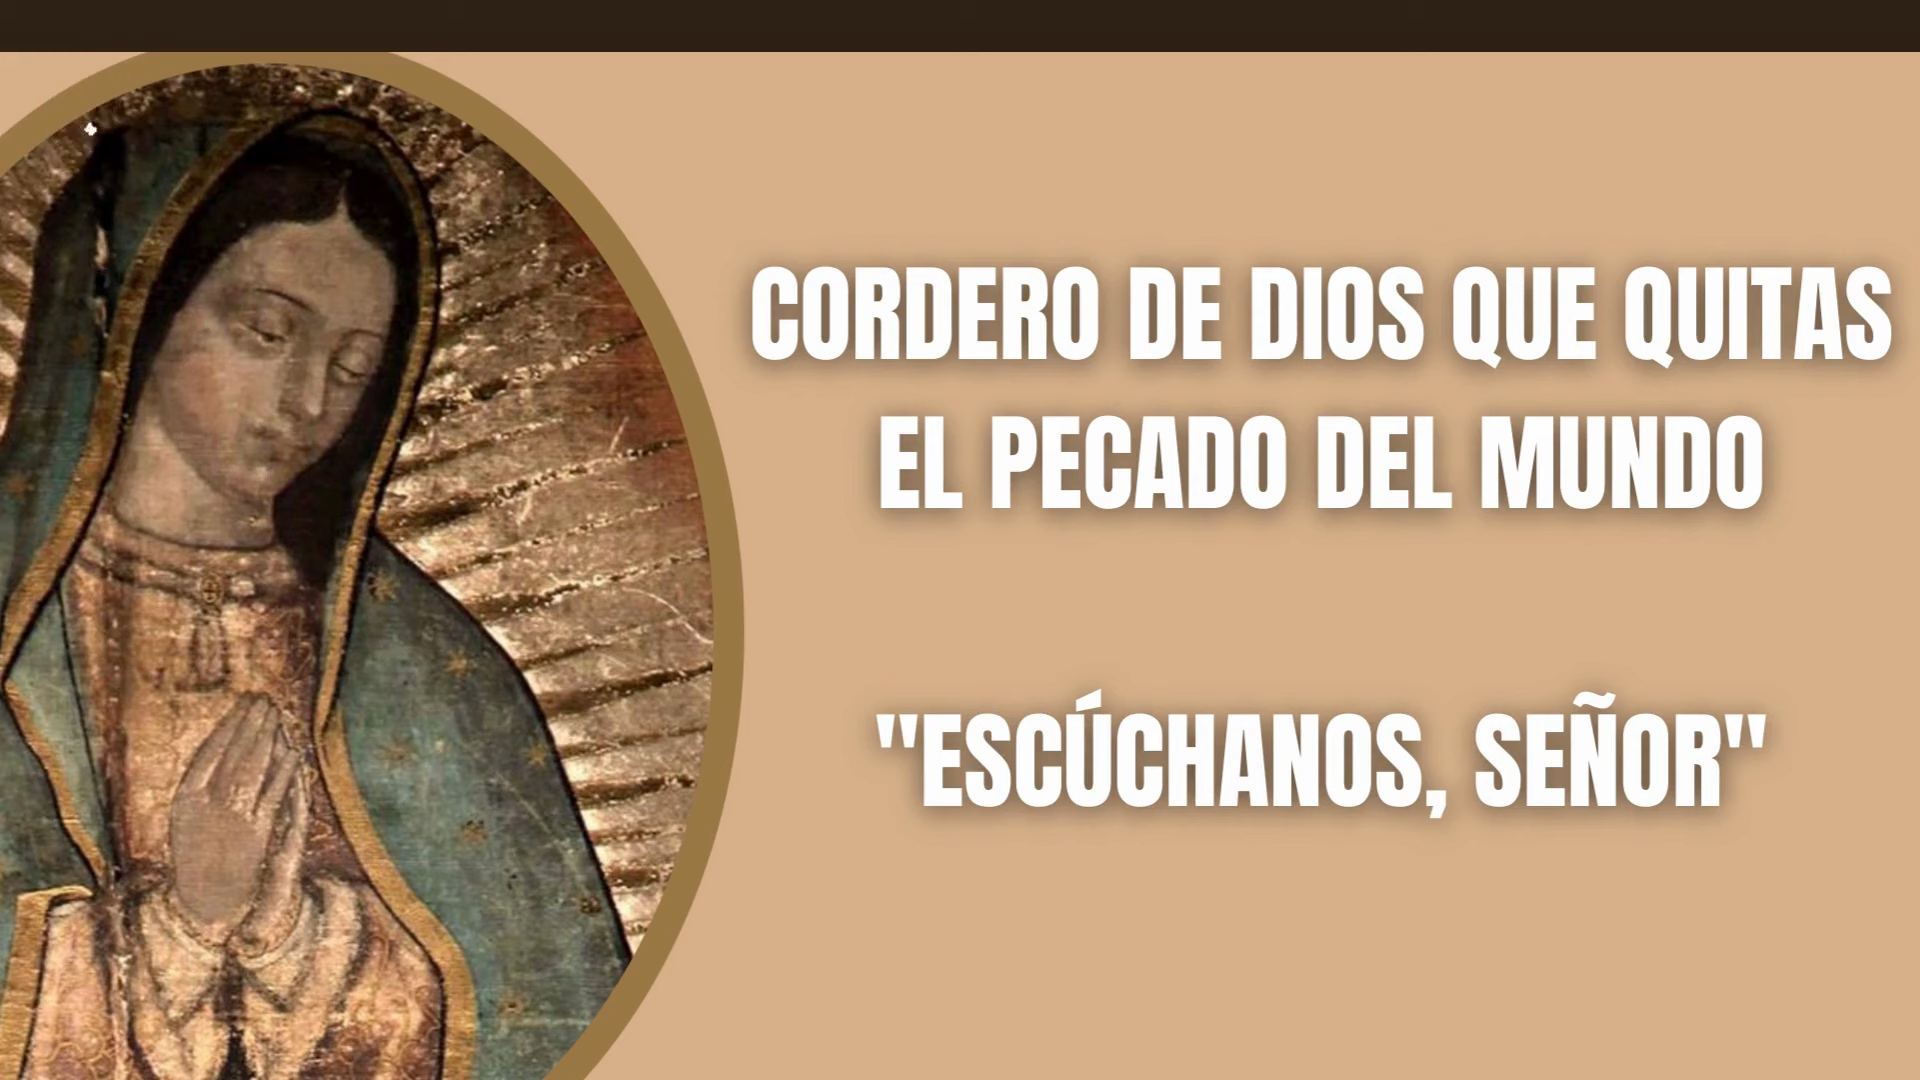 CORDERO DE DIOS QUE QUITAS
EL PECADO DEL MUNDO
"ESCÚCHANOS, SEÑOR"